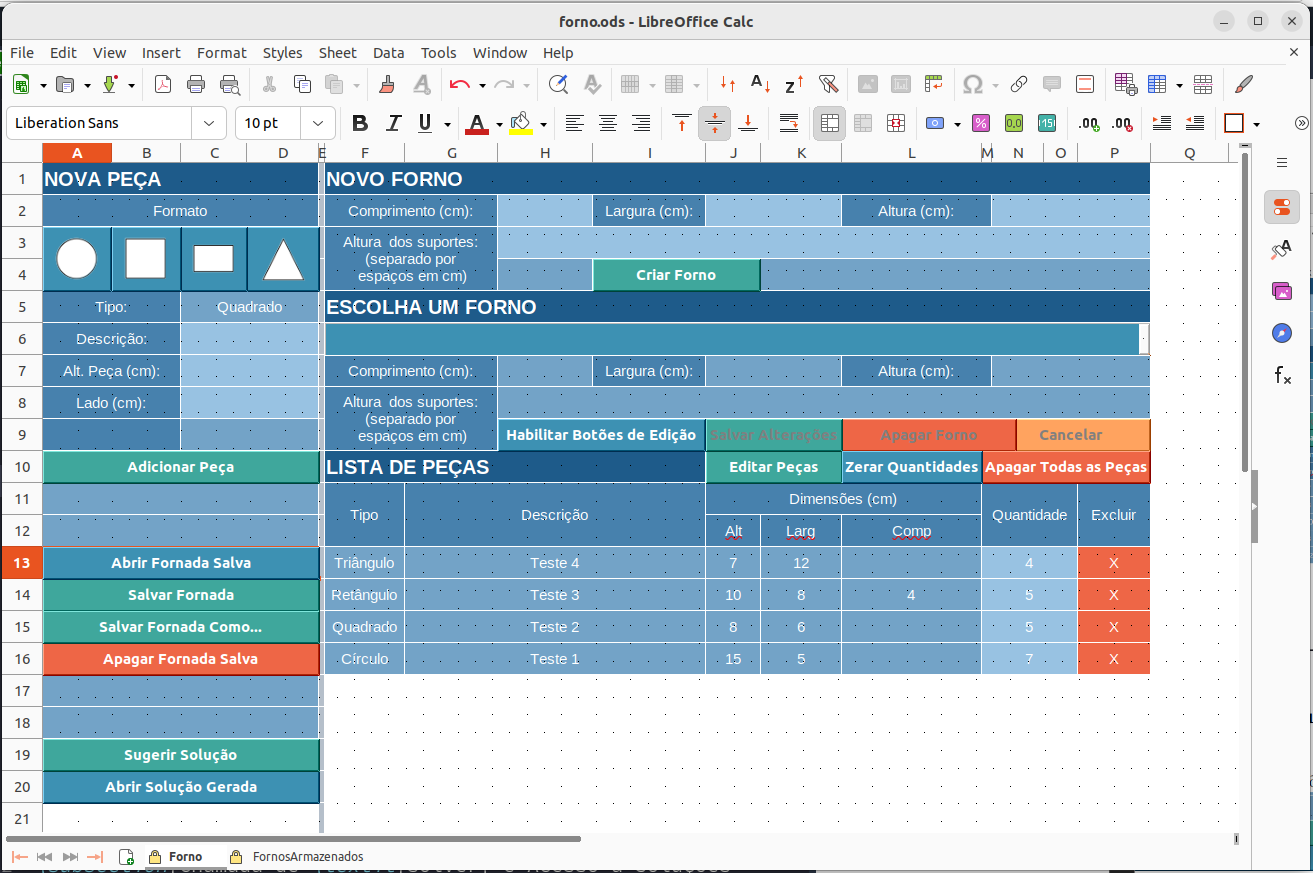 forno.ods - LibreOffice Calc
File Edit View Insert Format Styles Sheet Data Tools Window Help
Liberation Sans 10 pt
A B C D E F G H I J K L M N O P Q
1 NOVA PEÇA NOVO FORNO
2 Formato Comprimento (cm): Largura (cm): Altura (cm):
3 Altura dos suportes:
(separado por
4 espaços em cm) Criar Forno
5 Tipo: Quadrado ESCOLHA UM FORNO
6 Descrição:
7 Alt. Peça (cm): Comprimento (cm): Largura (cm): Altura (cm):
8 Lado (cm): Altura dos suportes:
(separado por
9 espaços em cm) Habilitar Botões de Edição Salvar Alterações Apagar Forno Cancelar
10 Adicionar Peça LISTA DE PEÇAS Editar Peças Zerar Quantidades Apagar Todas as Peças
11 Dimensões (cm)
Tipo Descrição Quantidade Excluir
12 Alt Larg Comp
13 Abrir Fornada Salva Triângulo Teste 4 7 12 4 X
14 Salvar Fornada Retângulo Teste 3 10 8 4 5 X
15 Salvar Fornada Como... Quadrado Teste 2 8 6 5 X
16 Apagar Fornada Salva Círculo Teste 1 15 5 7 X
17
18
19 Sugerir Solução
20 Abrir Solução Gerada
21
Forno FornosArmazenados